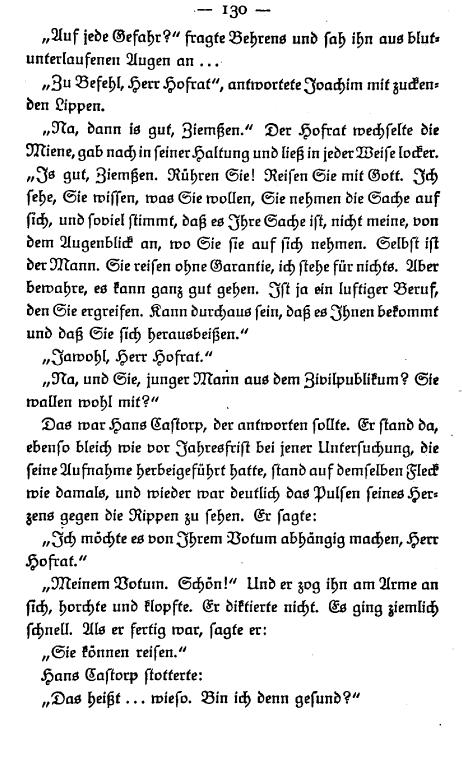 — 130 —
„Auf jede Gefahr?“ fragte Behrens und sah ihn aus blut-
unterlaufenen Augen an ...
„Zu Befehl, Herr Hofrat“, antwortete Joachim mit zucken-
den Lippen.
„Na, dann is gut, Ziemßen.“ Der Hofrat wechselte die
Miene, gab nach in seiner Haltung und ließ in jeder Weise locker.
„Is gut, Ziemßen. Rühren Sie! Reisen Sie mit Gott. Ich
sehe, Sie wissen, was Sie wollen, Sie nehmen die Sache auf
sich, und soviel stimmt, daß es Ihre Sache ist, nicht meine, von
dem Augenblick an, wo Sie sie auf sich nehmen. Selbst ist
der Mann. Sie reisen ohne Garantie, ich stehe für nichts. Aber
bewahre, es kann ganz gut gehen. Ist ja ein luftiger Beruf,
den Sie ergreifen. Kann durchaus sein, daß es Ihnen bekommt
und daß Sie sich herausbeißen.“
„Jawohl, Herr Hofrat.“
„Na, und Sie, junger Mann aus dem Zivilpublikum? Sie
wallen wohl mit?“
Das war Hans Castorp, der antworten sollte. Er stand da,
ebenso bleich wie vor Jahresfrist bei jener Untersuchung, die
seine Aufnahme herbeigeführt hatte, stand auf demselben Fleck
wie damals, und wieder war deutlich das Pulsen seines Her-
zens gegen die Rippen zu sehen. Er sagte:
„Ich möchte es von Ihrem Votum abhängig machen, Herr
Hofrat.“
„Meinem Votum. Schön!“ Und er zog ihn am Arme an
sich, horchte und klopfte. Er diktierte nicht. Es ging ziemlich
schnell. Als er fertig war, sagte er:
„Sie können reisen.“
Hans Castorp stotterte:
„Das heißt ... wieso. Bin ich denn gesund?“